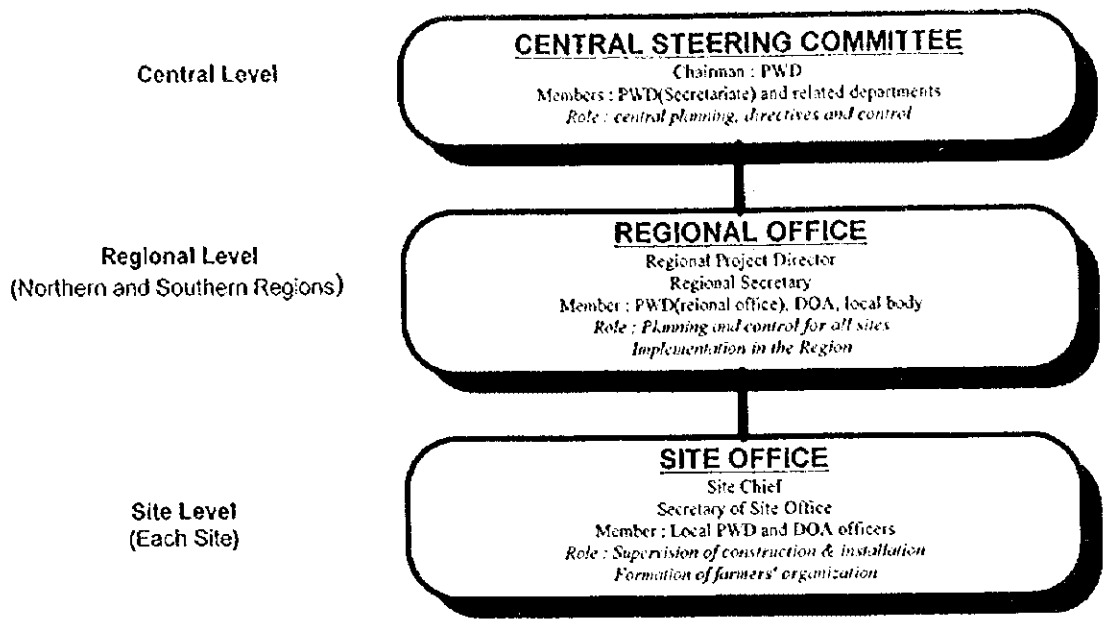 Central Level
CENTRAL STEERING COMMITTEE
Chairman : PWD
Members : PWD(Secretariate) and related departments
Role : central planning, directives and control
Regional Level
(Northern and Southern Regions)
REGIONAL OFFICE
Regional Project Director
Regional Secretary
Member : PWD(reional office), DOA, local body
Role : Planning and control for all sites
Implementation in the Region
Site Level
(Each Site)
SITE OFFICE
Site Chief
Secretary of Site Office
Member : Local PWD and DOA officers
Role : Supervision of construction & installation
Formation of farmers' organization